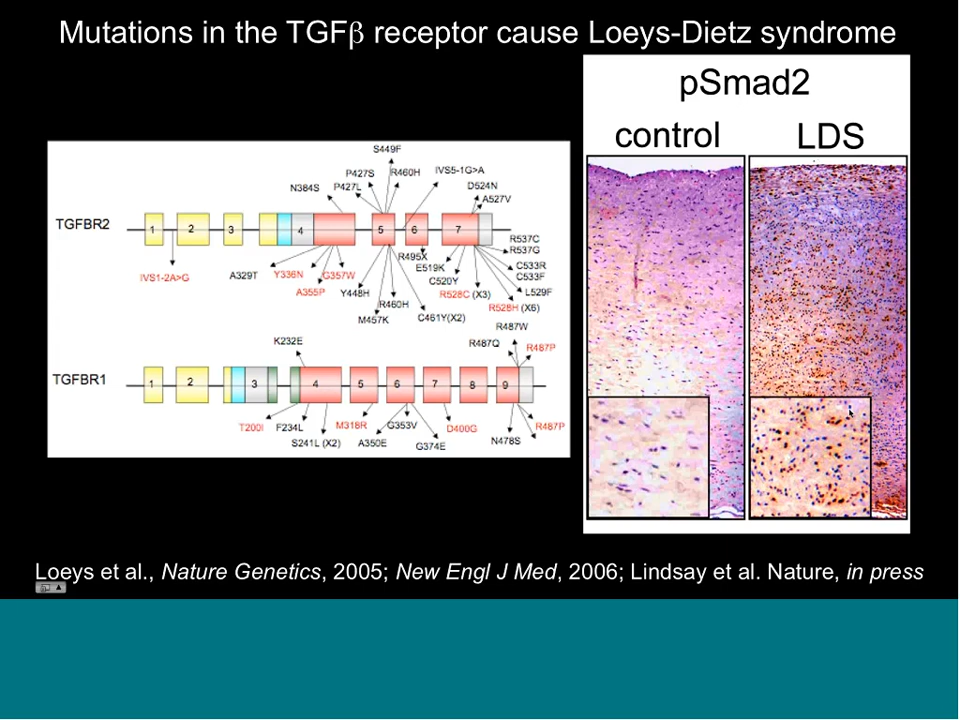 Mutations in the TGFβ receptor cause Loeys-Dietz syndrome
pSmad2
control LDS
S449F
P427S R460H IVS5-1G>A
N384S P427L D524N
A527V
TGFBR2 1 2 3 4 5 6 7
R537C
R537G
R495X
E519K C533R
C533F
IVS1-2A>G A329T Y336N G357W C520Y
A355P Y448H R528C (X3) L529F
R460H R528H (X6)
M457K C461Y(X2)
R487W
K232E R487Q R487P
TGFBR1 1 2 3 4 5 6 7 8 9
T200I F234L M318R G353V D400G R487P
S241L (X2) A350E G374E N478S
Loeys et al., Nature Genetics, 2005; New Engl J Med, 2006; Lindsay et al. Nature, in press